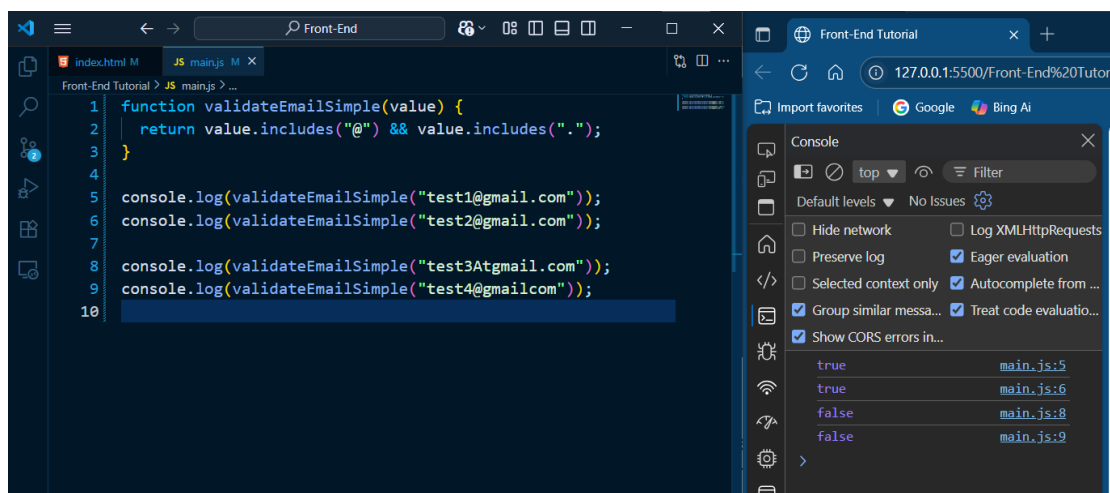 Front-End
index.html M
JS main.js M
Front-End Tutorial > JS main.js > ...
1 function validateEmailSimple(value) {
2 return value.includes("@") && value.includes(".");
3 }
4
5 console.log(validateEmailSimple("test1@gmail.com"));
6 console.log(validateEmailSimple("test2@gmail.com"));
7
8 console.log(validateEmailSimple("test3Atgmail.com"));
9 console.log(validateEmailSimple("test4@gmailcom"));
10
2
Front-End Tutorial
127.0.0.1:5500/Front-End%20Tutor
Import favorites
Google
Bing Ai
Console
top
Filter
Default levels
No Issues
Hide network
Log XMLHttpRequests
Preserve log
Eager evaluation
Selected context only
Autocomplete from ...
Group similar messa...
Treat code evaluatio...
Show CORS errors in...
true main.js:5
true main.js:6
false main.js:8
false main.js:9